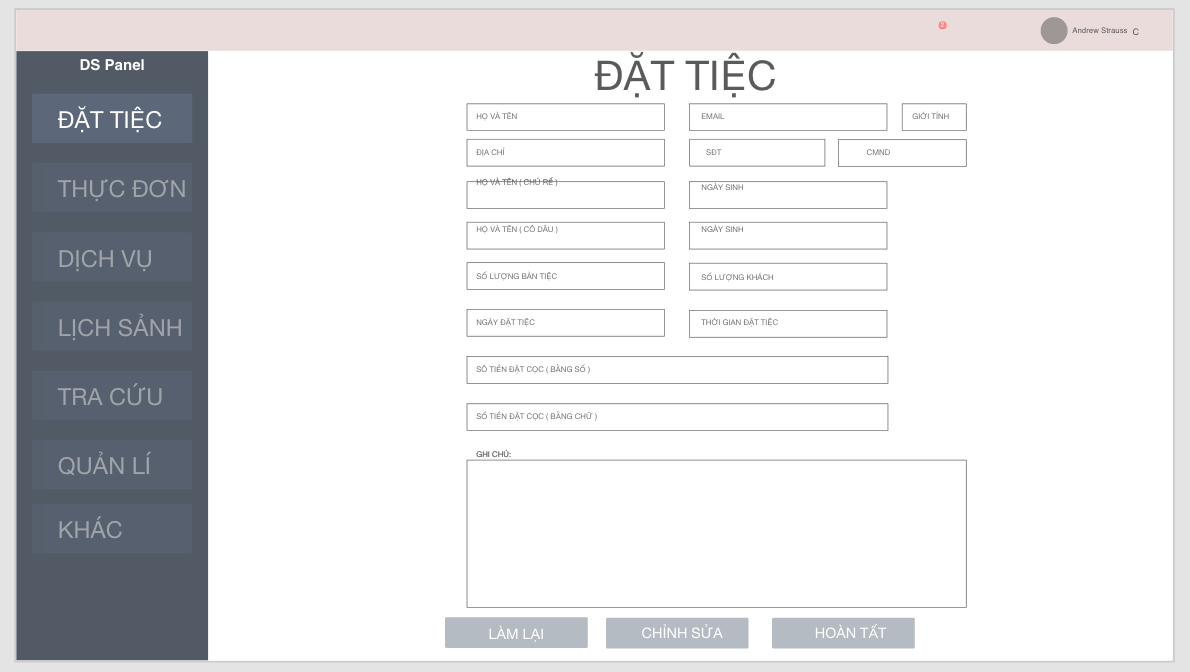 2
Andrew Strauss C
DS Panel
ĐẶT TIỆC
THỰC ĐƠN
DỊCH VỤ
LỊCH SẢNH
TRA CỨU
QUẢN LÍ
KHÁC
ĐẶT TIỆC
HỌ VÀ TÊN
EMAIL
GIỚI TÍNH
ĐỊA CHỈ
SĐT
CMND
HỌ VÀ TÊN ( CHÚ RỂ )
NGÀY SINH
HỌ VÀ TÊN ( CÔ DÂU )
NGÀY SINH
SỐ LƯỢNG BÀN TIỆC
SỐ LƯỢNG KHÁCH
NGÀY ĐẶT TIỆC
THỜI GIAN ĐẶT TIỆC
SỐ TIỀN ĐẶT CỌC ( BẰNG SỐ )
SỐ TIỀN ĐẶT CỌC ( BẰNG CHỮ )
GHI CHÚ:
LÀM LẠI
CHỈNH SỬA
HOÀN TẤT